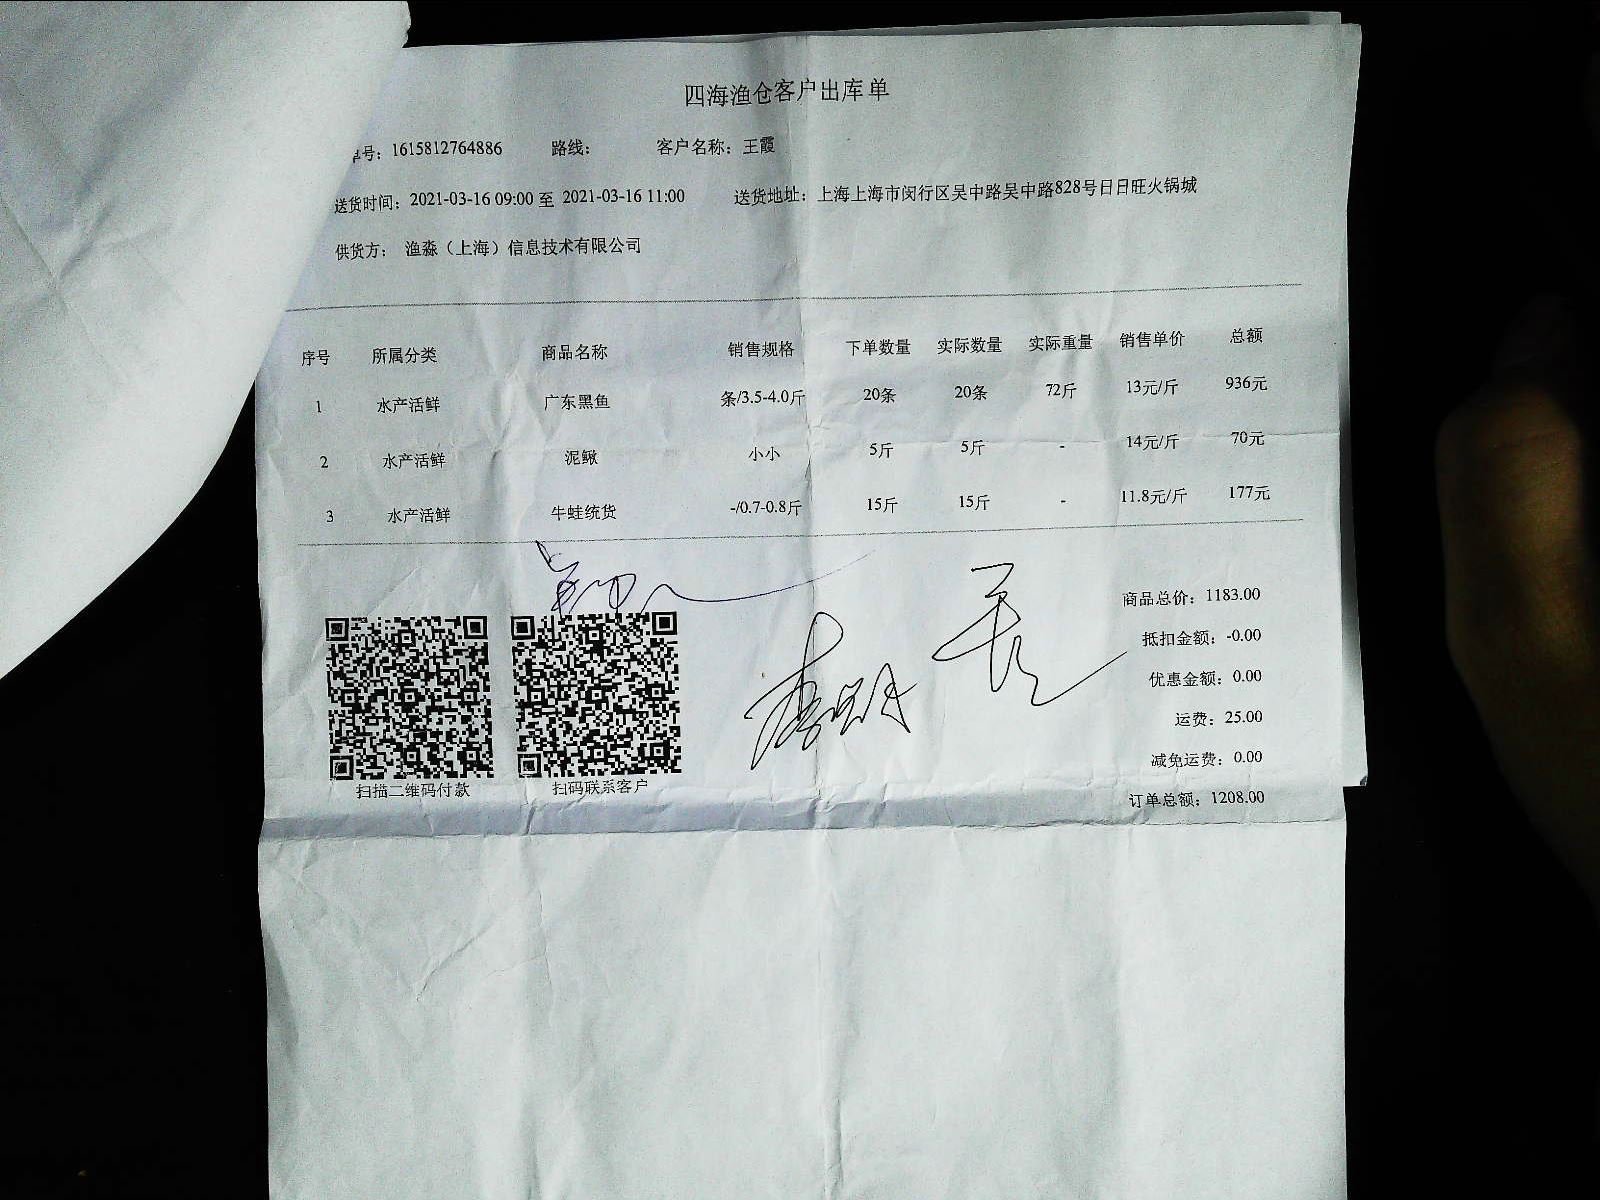 四海渔仓客户出库单
单号：1615812764886 路线： 客户名称：王霞
送货时间：2021-03-16 09:00 至 2021-03-16 11:00 送货地址：上海上海市闵行区吴中路吴中路828号日日旺火锅城
供货方： 渔淼（上海）信息技术有限公司
序号 所属分类 商品名称 销售规格 下单数量 实际数量 实际重量 销售单价 总额
1 水产活鲜 广东黑鱼 条/3.5-4.0斤 20条 20条 72斤 13元/斤 936元
2 水产活鲜 泥鳅 小小 5斤 5斤 - 14元/斤 70元
3 水产活鲜 牛蛙统货 -/0.7-0.8斤 15斤 15斤 - 11.8元/斤 177元
商品总价：1183.00
抵扣金额：-0.00
优惠金额：0.00
运费：25.00
减免运费：0.00
订单总额：1208.00
扫描二维码付款 扫码联系客户